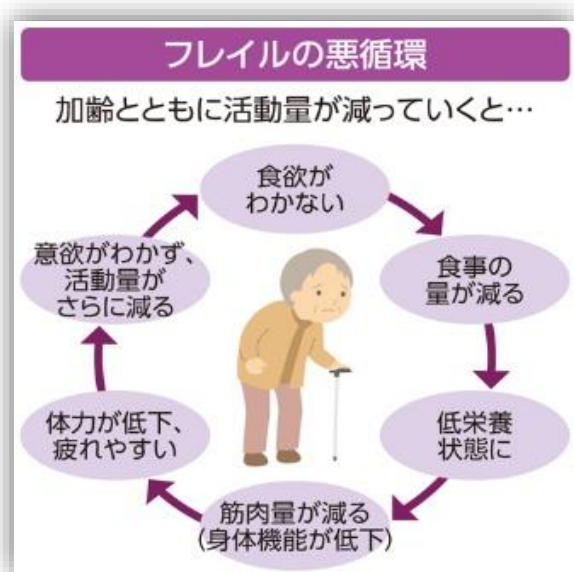 フレイルの悪循環
加齢とともに活動量が減っていくと…
食欲が
わかない
食事の
量が減る
低栄養
状態に
筋肉量が減る
(身体機能が低下)
体力が低下、
疲れやすい
意欲がわかず、
活動量が
さらに減る